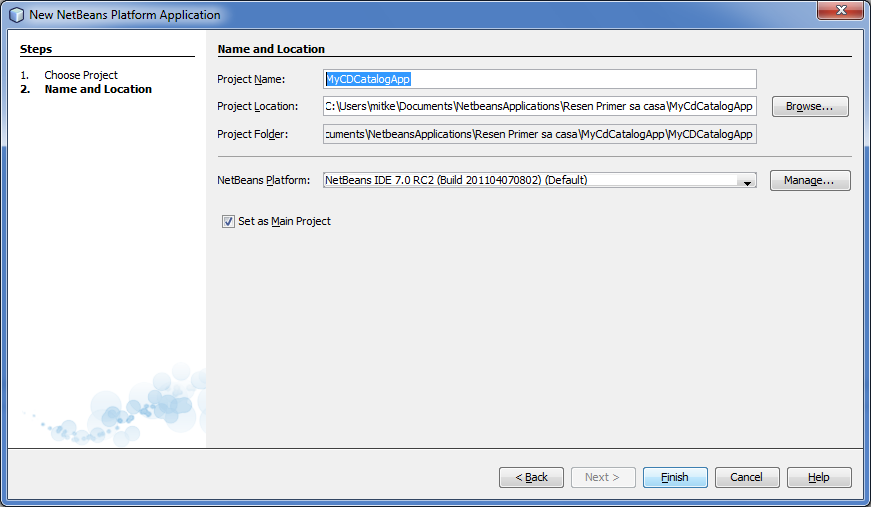 New NetBeans Platform Application
Steps
1. Choose Project
2. Name and Location
Name and Location
Project Name: MyCDCatalogApp
Project Location: C:\Users\mitke\Documents\NetbeansApplications\Resen Primer sa casa\MyCdCatalogApp Browse...
Project Folder: cuments\NetbeansApplications\Resen Primer sa casa\MyCdCatalogApp\MyCDCatalogApp
NetBeans Platform: NetBeans IDE 7.0 RC2 (Build 201104070802) (Default) Manage...
Set as Main Project
< Back Next > Finish Cancel Help